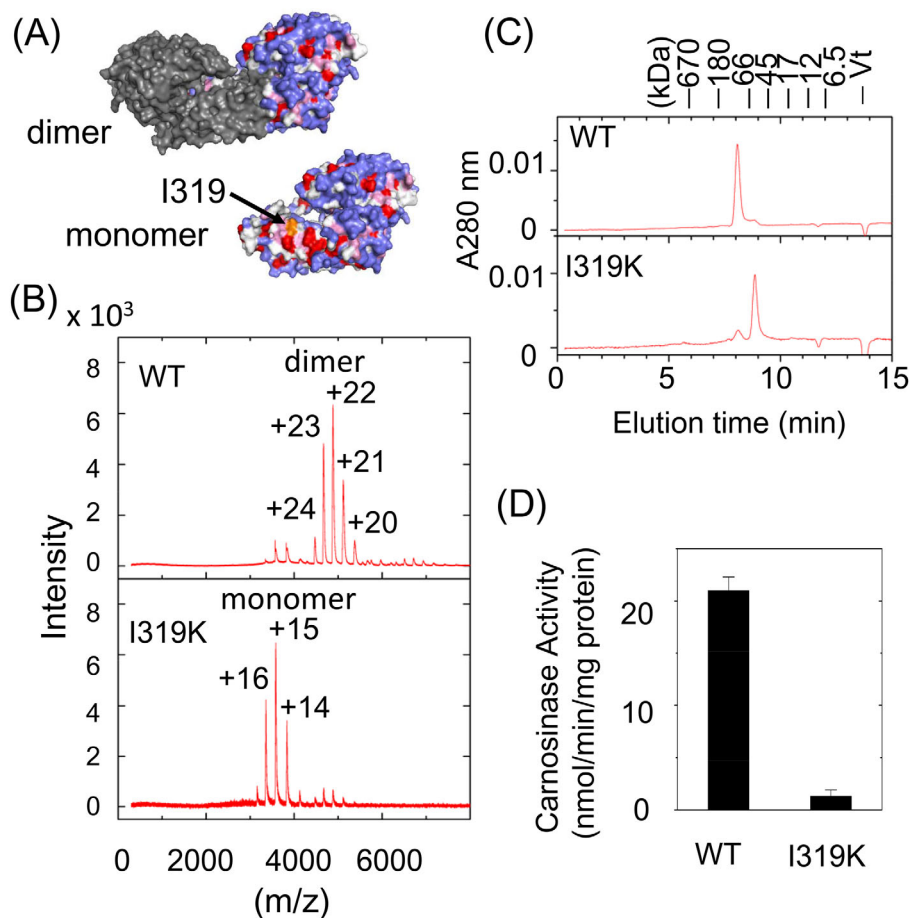 (A)
dimer
I319
monomer
(B)
x 10³
8
6
4
2
0
WT
dimer
+24
+23
+22
+21
+20
8
6
4
2
0
I319K
monomer
+16
+15
+14
Intensity
0 2000 4000 6000
(m/z)
(C)
(kDa)
–670
–180
66 –
–45
–17
–12
6.5 –
–Vt
WT
0.01
0
I319K
0.01
0
A280 nm
0 5 10 15
Elution time (min)
(D)
Carnosinase Activity
(nmol/min/mg protein)
20
10
0
WT I319K